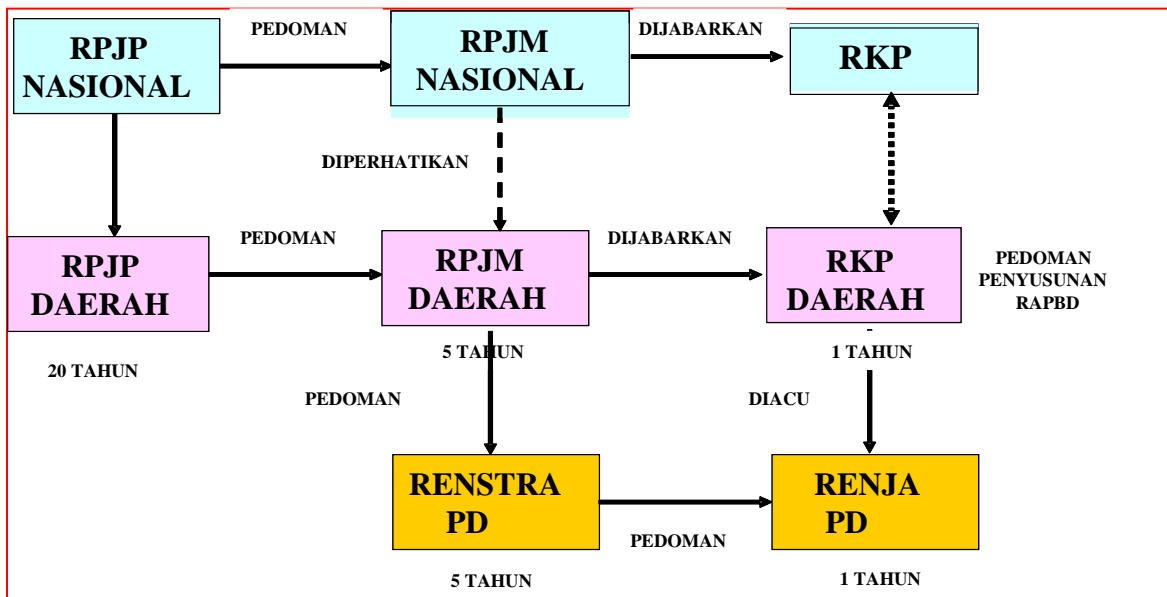 RPJP
NASIONAL
PEDOMAN
RPJM
NASIONAL
DIJABARKAN
RKP
DIPERHATIKAN
RPJP
DAERAH
PEDOMAN
RPJM
DAERAH
DIJABARKAN
RKP
DAERAH
PEDOMAN
PENYUSUNAN
RAPBD
20 TAHUN
5 TAHUN
1 TAHUN
PEDOMAN
DIACU
RENSTRA
PD
PEDOMAN
RENJA
PD
5 TAHUN
1 TAHUN